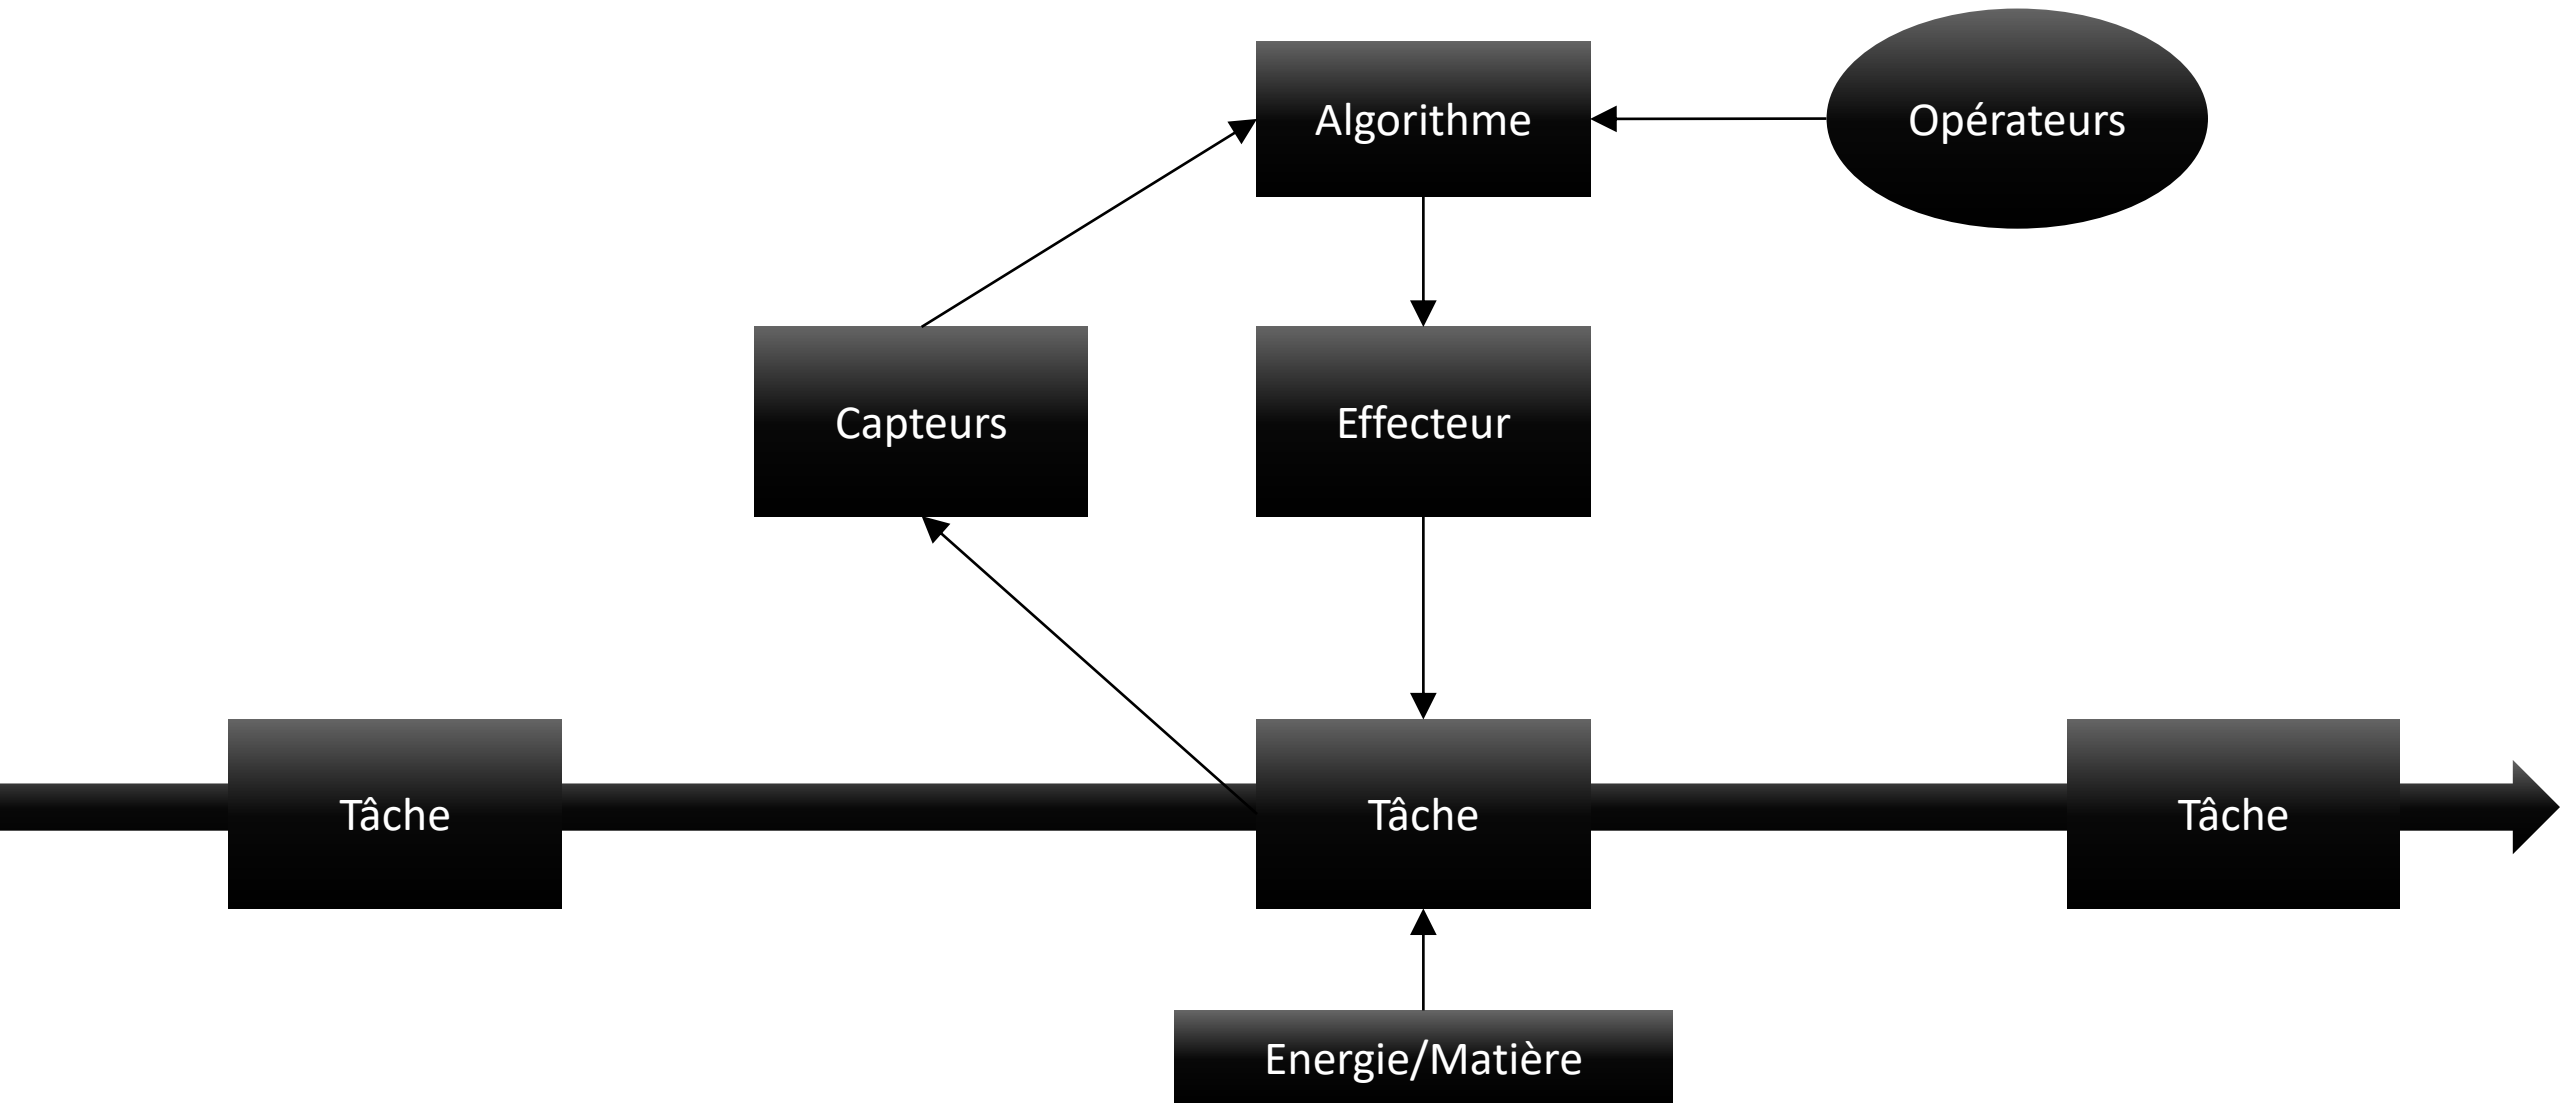 Algorithme
Opérateurs
Capteurs
Effecteur
Tâche
Tâche
Tâche
Energie/Matière